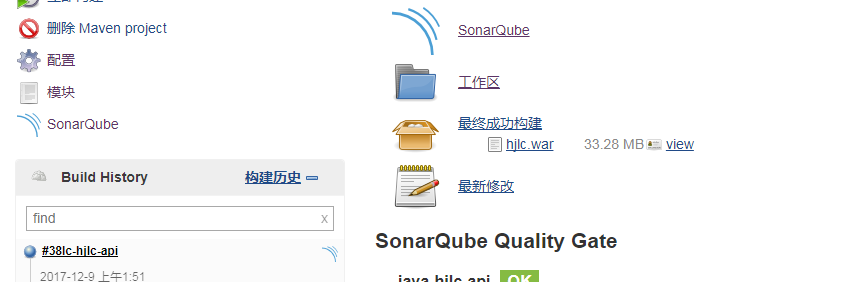 删除 Maven project
配置
模块
SonarQube
Build History 构建历史
find x
#38lc-hjlc-api
2017-12-9 上午1:51
SonarQube
工作区
最终成功构建
hjlc.war 33.28 MB view
最新修改
SonarQube Quality Gate
java-hjlc-api OK